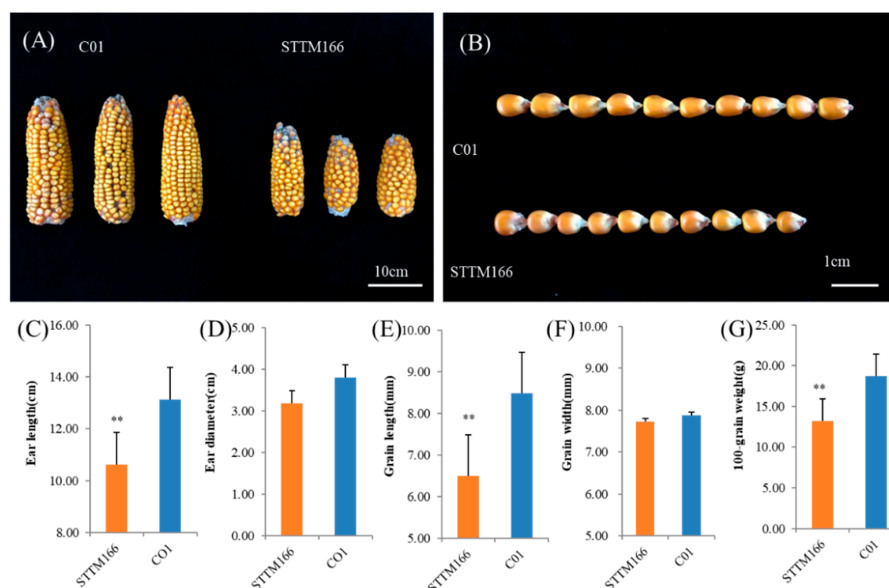 (A)
C01
STTM166
10cm
(B)
C01
STTM166
1cm
(C)
Ear length(cm)
16.00
14.00
12.00
10.00
8.00
**
STTM166
CO1
(D)
Ear diameter(cm)
5.00
4.00
3.00
2.00
1.00
0.00
STTM166
CO1
(E)
Grain length(mm)
10.00
9.00
8.00
7.00
6.00
5.00
**
STTM166
C01
(F)
Grain width(mm)
10.00
9.00
8.00
7.00
6.00
5.00
STTM166
C01
(G)
100-grain weight(g)
25.00
20.00
15.00
10.00
5.00
0.00
**
STTM166
C01